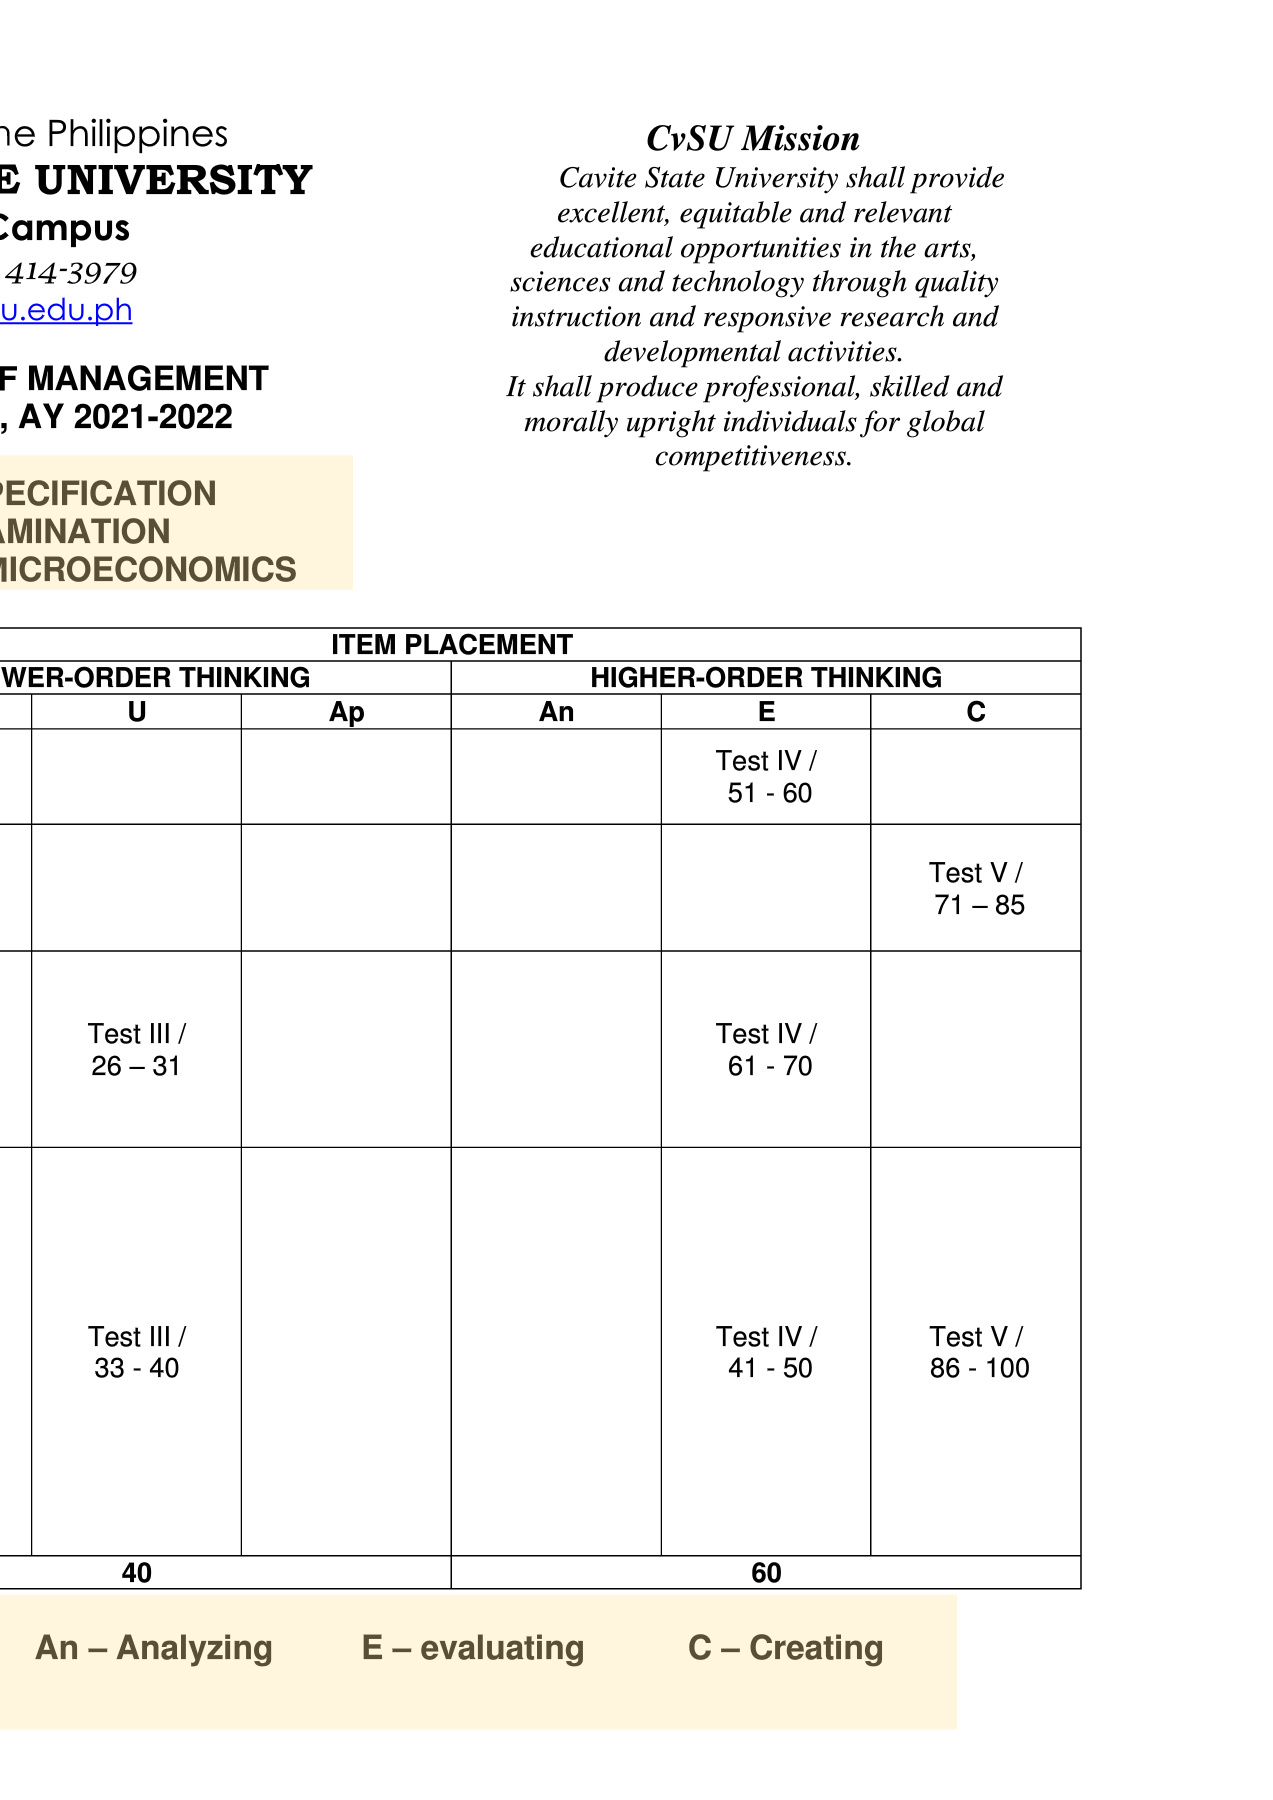 ne Philippines
E UNIVERSITY
Campus
414-3979
u.edu.ph
F MANAGEMENT
, AY 2021-2022
PECIFICATION
AMINATION
MICROECONOMICS
CvSU Mission
Cavite State University shall provide
excellent, equitable and relevant
educational opportunities in the arts,
sciences and technology through quality
instruction and responsive research and
developmental activities.
It shall produce professional, skilled and
morally upright individuals for global
competitiveness.
ITEM PLACEMENT
WER-ORDER THINKING HIGHER-ORDER THINKING
U Ap An E C
Test IV /
51 - 60
Test V /
71 – 85
Test III /
26 – 31
Test IV /
61 - 70
Test III /
33 - 40
Test IV /
41 - 50
Test V /
86 - 100
40 60
An – Analyzing E – evaluating C – Creating